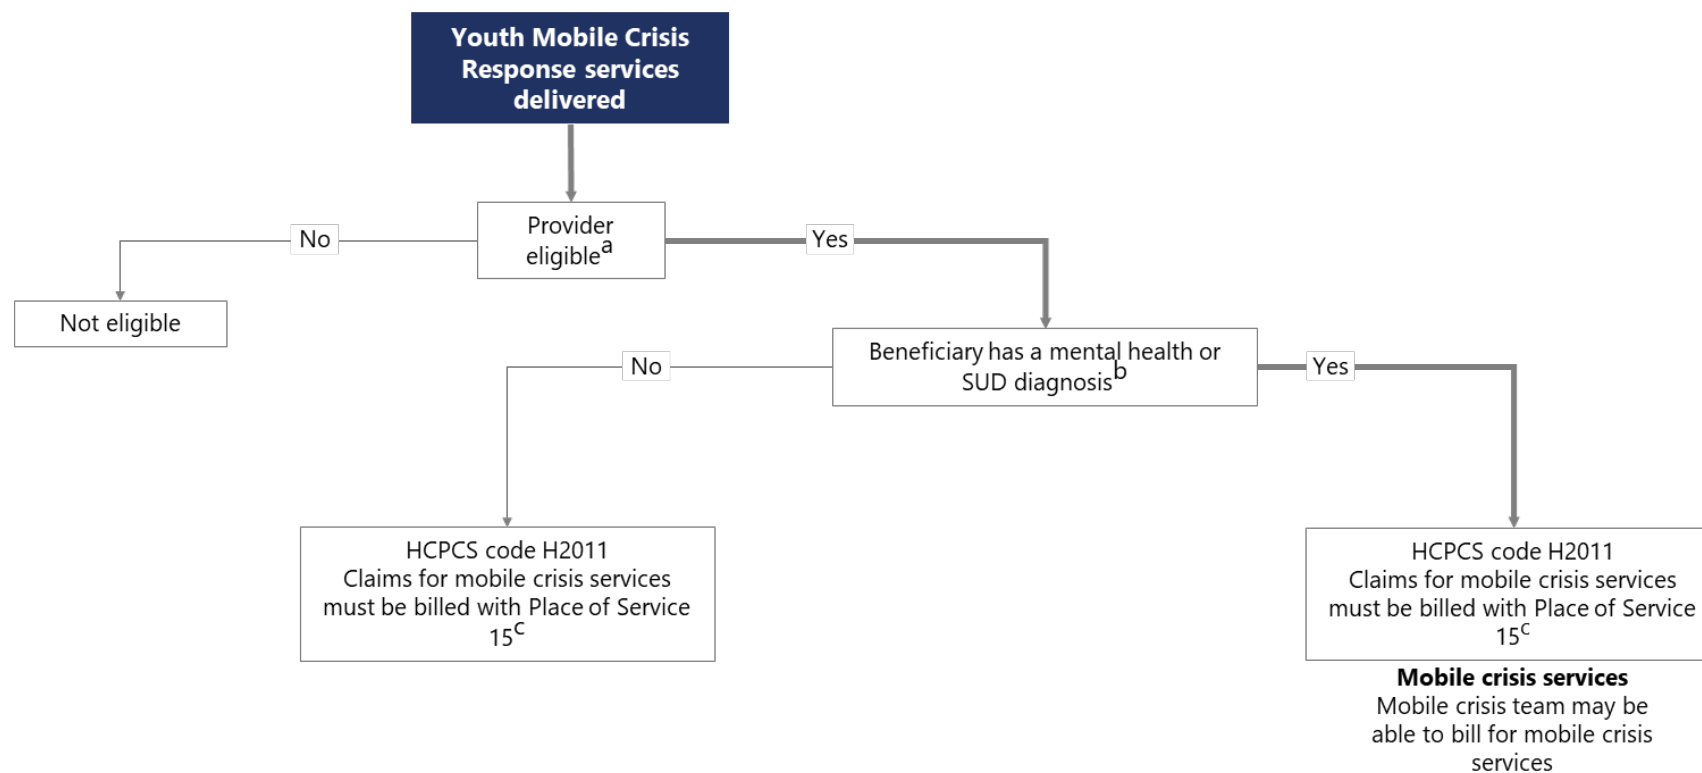 Youth Mobile Crisis
Response services
delivered
No
Provider
eligibleᵃ
Yes
Not eligible
No
Beneficiary has a mental health or
SUD diagnosisᵇ
Yes
HCPCS code H2011
Claims for mobile crisis services
must be billed with Place of Service
15ᶜ
HCPCS code H2011
Claims for mobile crisis services
must be billed with Place of Service
15ᶜ
Mobile crisis services
Mobile crisis team may be
able to bill for mobile crisis
services